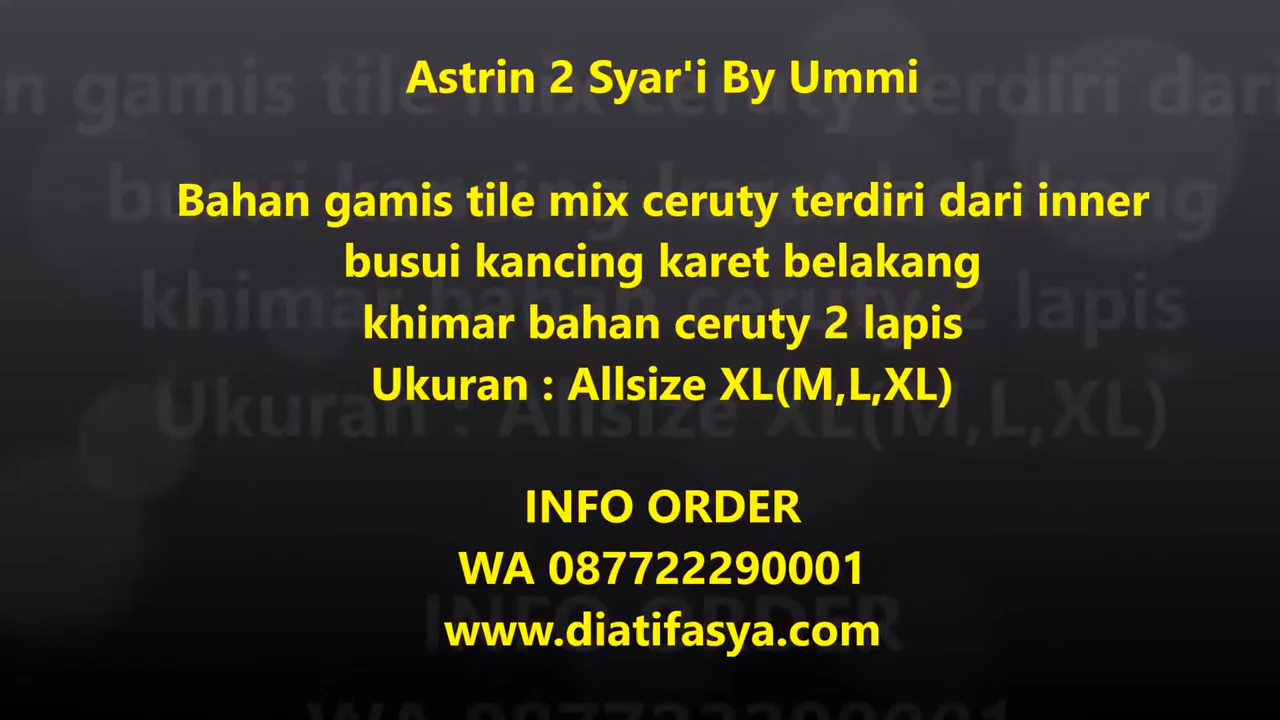 Astrin 2 Syar'i By Ummi
Bahan gamis tile mix ceruty terdiri dari inner
busui kancing karet belakang
khimar bahan ceruty 2 lapis
Ukuran : Allsize XL(M,L,XL)
INFO ORDER
WA 087722290001
www.diatifasya.com